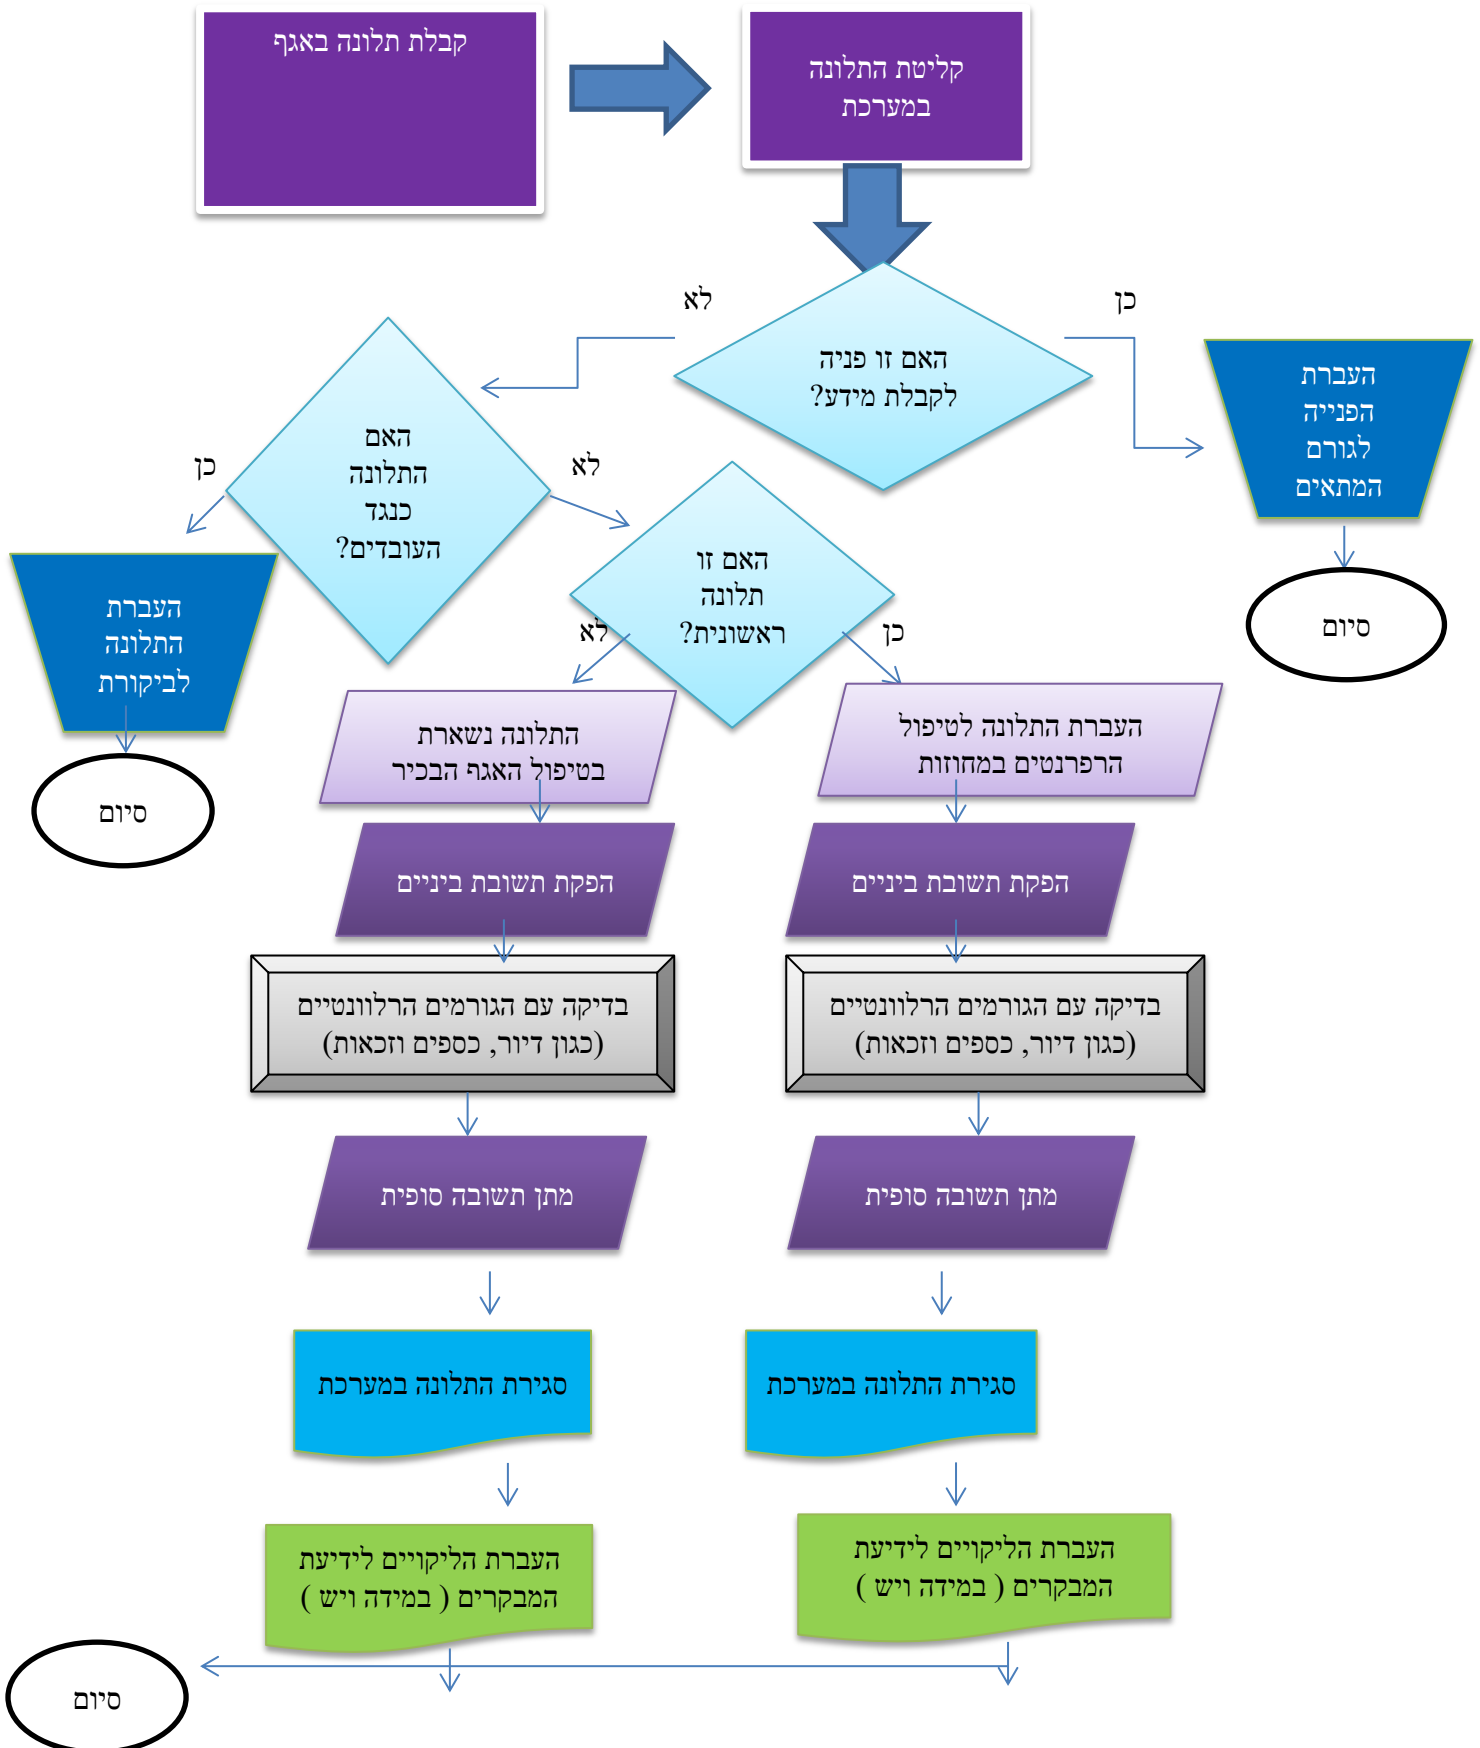 קבלת תלונה באגף
קליטת התלונה
במערכת
לא
כן
האם זו פניה
לקבלת מידע?
העברת
הפנייה
לגורם
המתאים
סיום
כן
האם
התלונה
כנגד
העובדים?
לא
העברת
התלונה
לביקורת
סיום
האם זו
תלונה
ראשונית?
לא
כן
העברת התלונה לטיפול
הרפרנטים במחוזות
התלונה נשארת
בטיפול האגף הבכיר
הפקת תשובת ביניים
הפקת תשובת ביניים
בדיקה עם הגורמים הרלוונטיים
(כגון דיור, כספים וזכאות)
בדיקה עם הגורמים הרלוונטיים
(כגון דיור, כספים וזכאות)
מתן תשובה סופית
מתן תשובה סופית
סגירת התלונה במערכת
סגירת התלונה במערכת
העברת הליקויים לידיעת
המבקרים ( במידה ויש )
העברת הליקויים לידיעת
המבקרים ( במידה ויש )
סיום